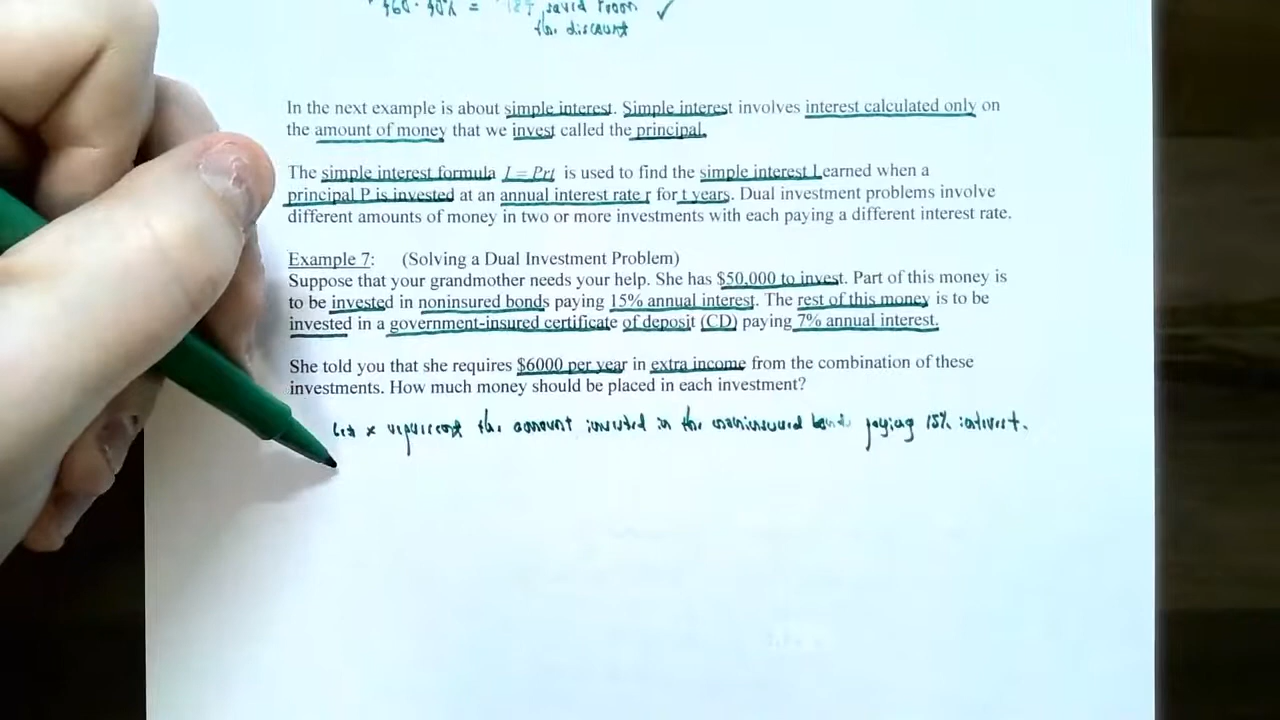 the discount ✓
In the next example is about simple interest. Simple interest involves interest calculated only on
the amount of money that we invest called the principal.
The simple interest formula I = Prt is used to find the simple interest I earned when a
principal P is invested at an annual interest rate r for t years. Dual investment problems involve
different amounts of money in two or more investments with each paying a different interest rate.
Example 7: (Solving a Dual Investment Problem)
Suppose that your grandmother needs your help. She has $50,000 to invest. Part of this money is
to be invested in noninsured bonds paying 15% annual interest. The rest of this money is to be
invested in a government-insured certificate of deposit (CD) paying 7% annual interest.
She told you that she requires $6000 per year in extra income from the combination of these
investments. How much money should be placed in each investment?
Let x represent the amount invested in the noninsured bonds paying 15% interest.